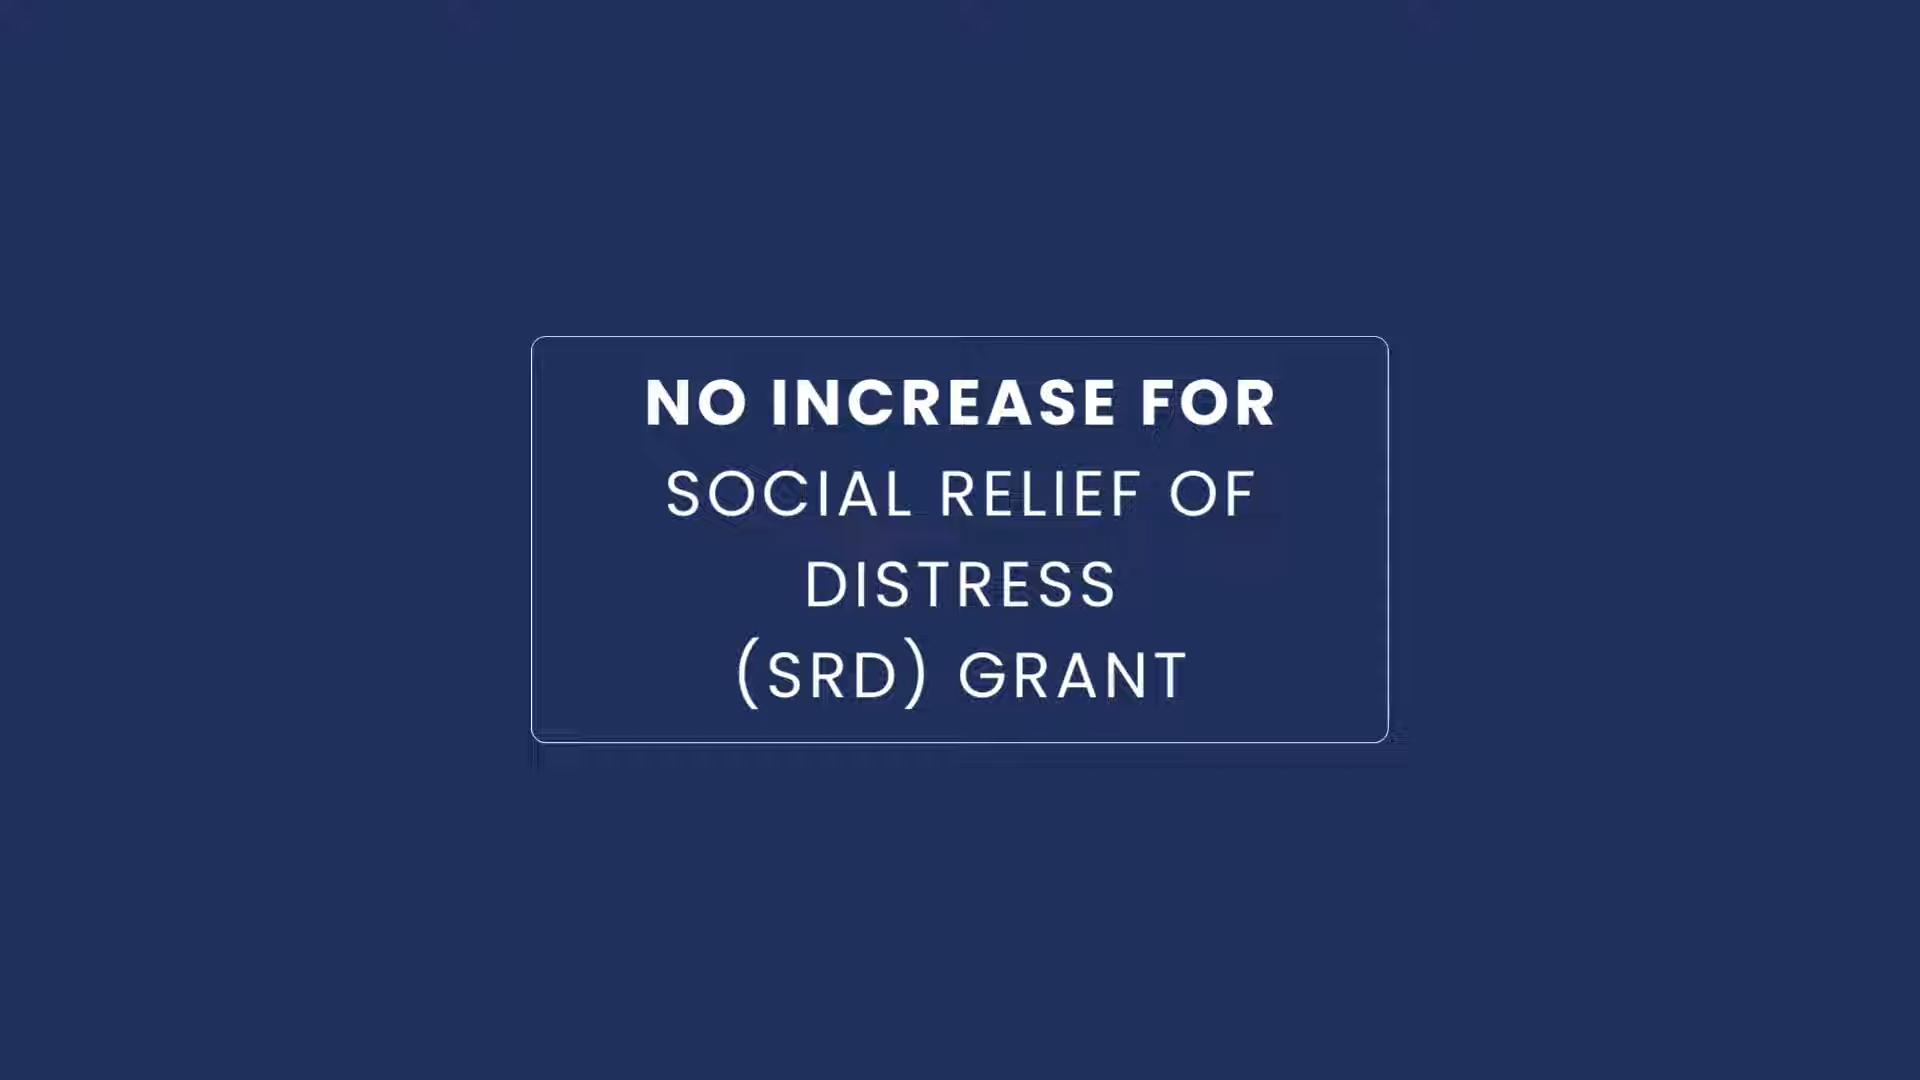 NO INCREASE FOR
SOCIAL RELIEF OF
DISTRESS
(SRD) GRANT